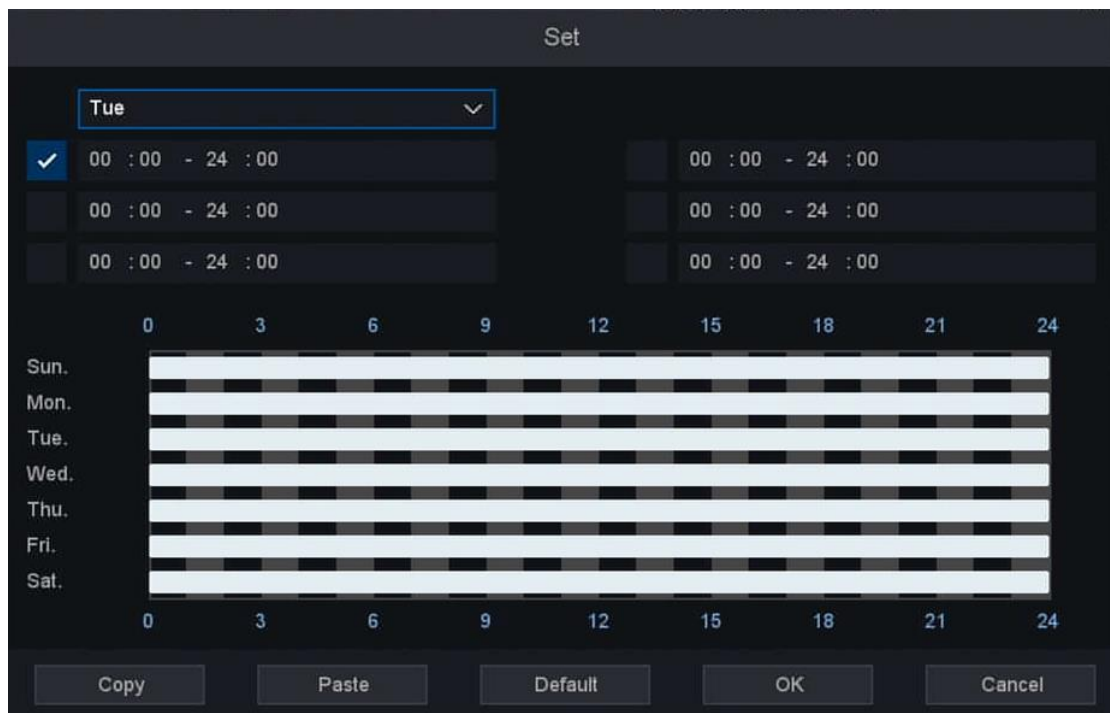 Set
Tue
00 :00 - 24 :00 00 :00 - 24 :00
00 :00 - 24 :00 00 :00 - 24 :00
00 :00 - 24 :00 00 :00 - 24 :00
0 3 6 9 12 15 18 21 24
Sun.
Mon.
Tue.
Wed.
Thu.
Fri.
Sat.
0 3 6 9 12 15 18 21 24
Copy Paste Default OK Cancel